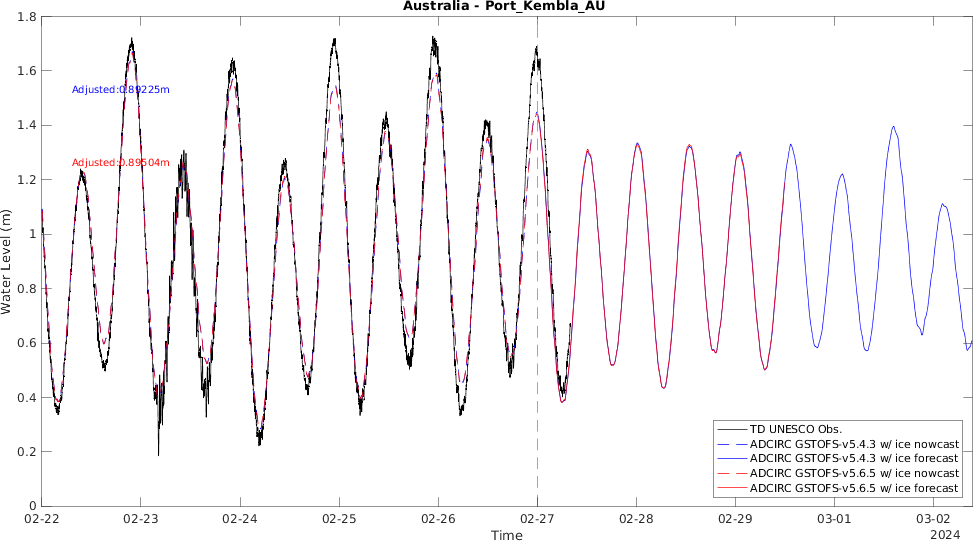 Australia - Port_Kembla_AU
1.8
1.6
1.4
1.2
1
0.8
0.6
0.4
0.2
0
Water Level (m)
Adjusted:0.89225m
Adjusted:0.89504m
TD UNESCO Obs.
ADCIRC GSTOFS-v5.4.3 w/ ice nowcast
ADCIRC GSTOFS-v5.4.3 w/ ice forecast
ADCIRC GSTOFS-v5.6.5 w/ ice nowcast
ADCIRC GSTOFS-v5.6.5 w/ ice forecast
02-22 02-23 02-24 02-25 02-26 02-27 02-28 02-29 03-01 03-02
2024
Time